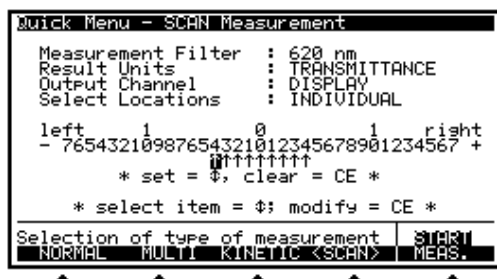 Quick Menu - SCAN Measurement
Measurement Filter : 620 nm
Result Units : TRANSMITTANCE
Output Channel : DISPLAY
Select Locations : INDIVIDUAL
left 1 0 1 right
- 76543210987654321012345678901234567 +
⇑↑↑↑↑↑↑↑↑
* set = ⇕, clear = CE *
* select item = ⇕; modify = CE *
Selection of type of measurement START
NORMAL MULTI KINETIC <SCAN> MEAS.